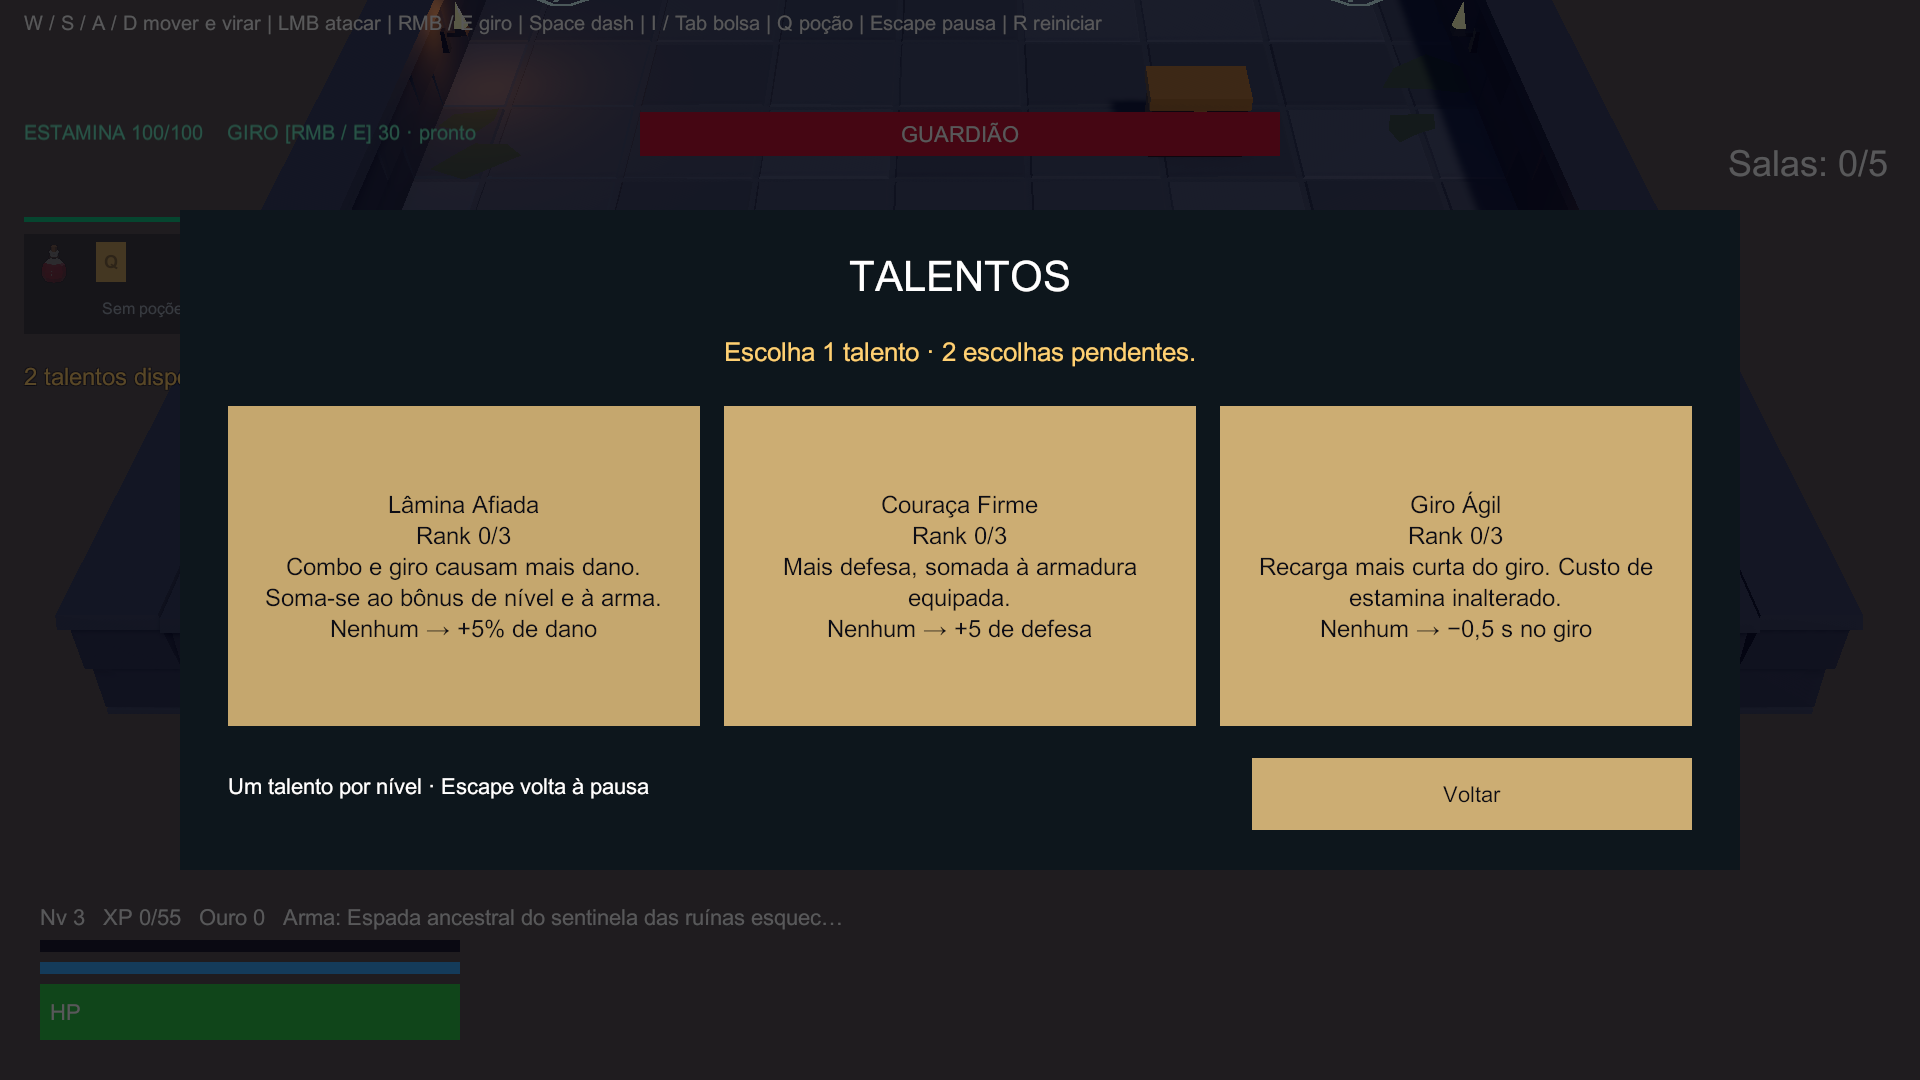 W / S / A / D mover e virar | LMB atacar | RMB / E giro | Space dash | I / Tab bolsa | Q poção | Escape pausa | R reiniciar
ESTAMINA 100/100 GIRO [RMB / E] 30 · pronto
GUARDIÃO
Salas: 0/5
Q
Sem
2 talentos
TALENTOS
Escolha 1 talento · 2 escolhas pendentes.
Lâmina Afiada
Rank 0/3
Combo e giro causam mais dano.
Soma-se ao bônus de nível e à arma.
Nenhum → +5% de dano
Couraça Firme
Rank 0/3
Mais defesa, somada à armadura
equipada.
Nenhum → +5 de defesa
Giro Ágil
Rank 0/3
Recarga mais curta do giro. Custo de
estamina inalterado.
Nenhum → −0,5 s no giro
Um talento por nível · Escape volta à pausa
Voltar
Nv 3 XP 0/55 Ouro 0 Arma: Espada ancestral do sentinela das ruínas esquec…
HP